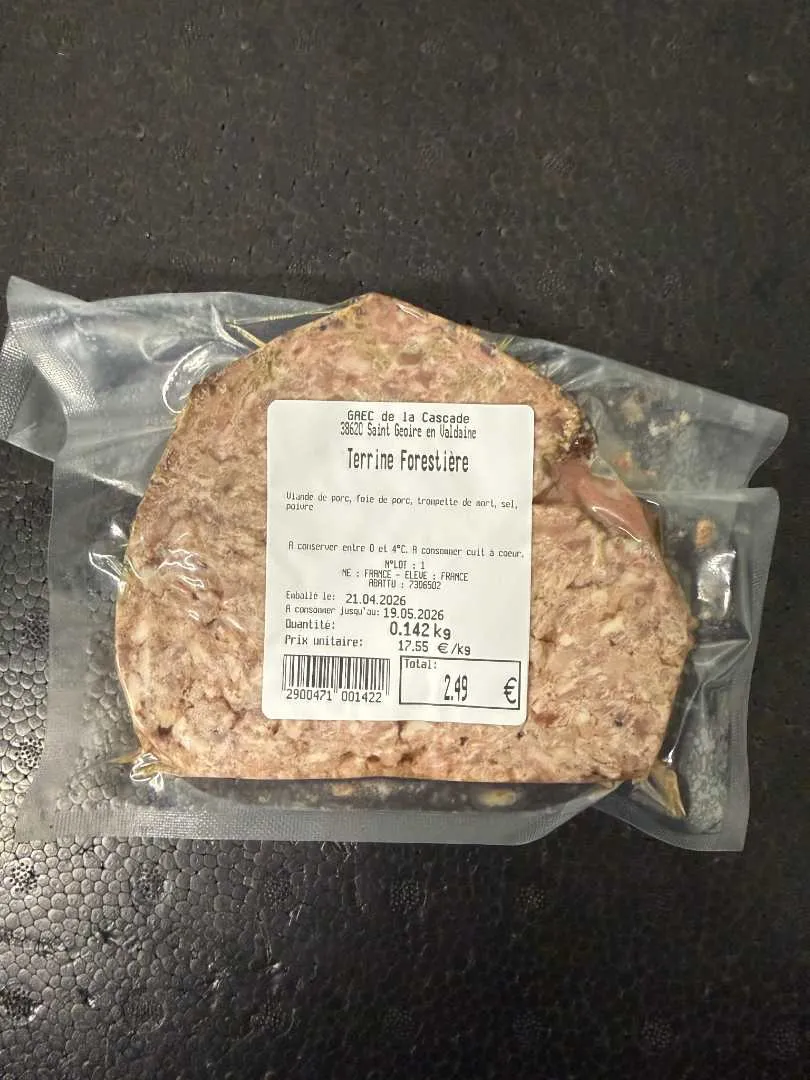 GAEC de la Cascade
38620 Saint Geoire en Valdaine
Terrine Forestière
Viande de porc, foie de porc, trompette de mort, sel,
poivre
A conserver entre 0 et 4°C. A consommer cuit à coeur.
N°LOT : 1
NE : FRANCE - ELEVE : FRANCE
ABATTU : 7306502
Emballé le: 21.04.2026
A consommer jusqu'au: 19.05.2026
Quantité: 0.142 kg
Prix unitaire: 17.55 €/kg
Total:
2.49 €
2900471 001422